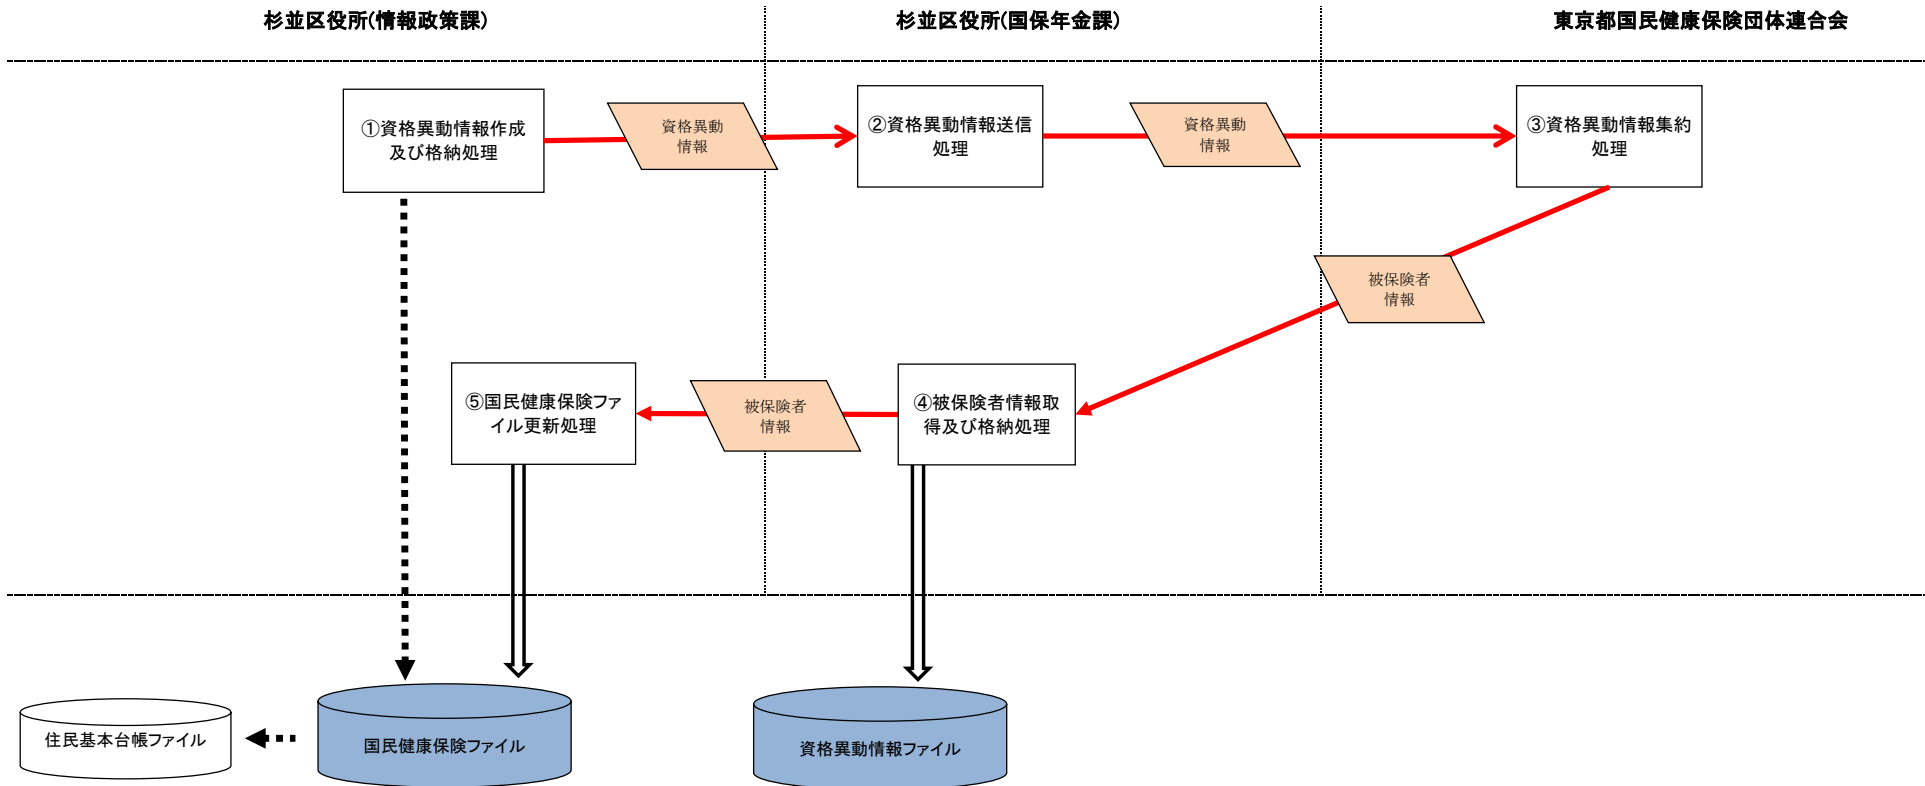 杉並区役所(情報政策課)
杉並区役所(国保年金課)
東京都国民健康保険団体連合会
①資格異動情報作成
及び格納処理
資格異動
情報
②資格異動情報送信
処理
資格異動
情報
③資格異動情報集約
処理
被保険者
情報
⑤国民健康保険ファ
イル更新処理
被保険者
情報
④被保険者情報取
得及び格納処理
住民基本台帳ファイル
国民健康保険ファイル
資格異動情報ファイル